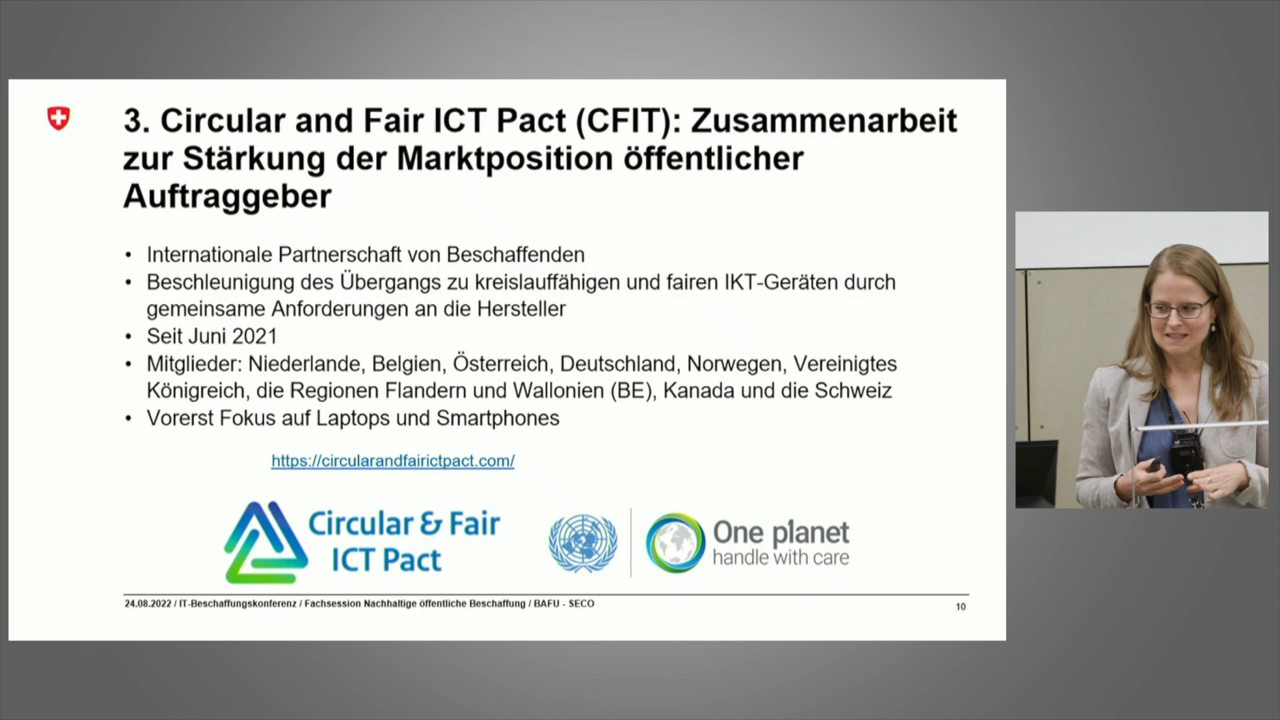 3. Circular and Fair ICT Pact (CFIT): Zusammenarbeit
zur Stärkung der Marktposition öffentlicher
Auftraggeber
• Internationale Partnerschaft von Beschaffenden
• Beschleunigung des Übergangs zu kreislauffähigen und fairen IKT-Geräten durch
gemeinsame Anforderungen an die Hersteller
• Seit Juni 2021
• Mitglieder: Niederlande, Belgien, Österreich, Deutschland, Norwegen, Vereinigtes
Königreich, die Regionen Flandern und Wallonien (BE), Kanada und die Schweiz
• Vorerst Fokus auf Laptops und Smartphones
https://circularandfairictpact.com/
Circular & Fair
ICT Pact
One planet
handle with care
24.08.2022 / IT-Beschaffungskonferenz / Fachsession Nachhaltige öffentliche Beschaffung / BAFU - SECO
10